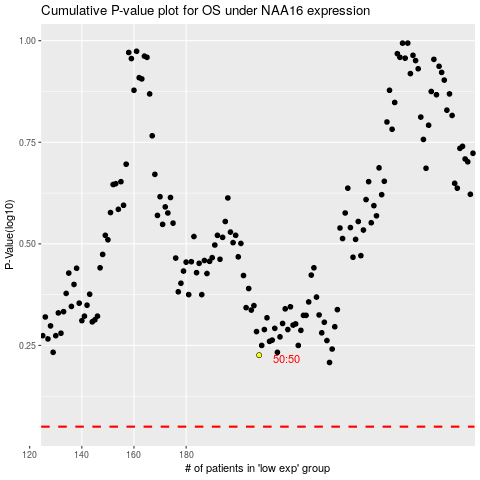 Cumulative P-value plot for OS under NAA16 expression
P-Value(log10)
1.00
0.75
0.50
0.25
50:50
120 140 160 180
# of patients in 'low exp' group